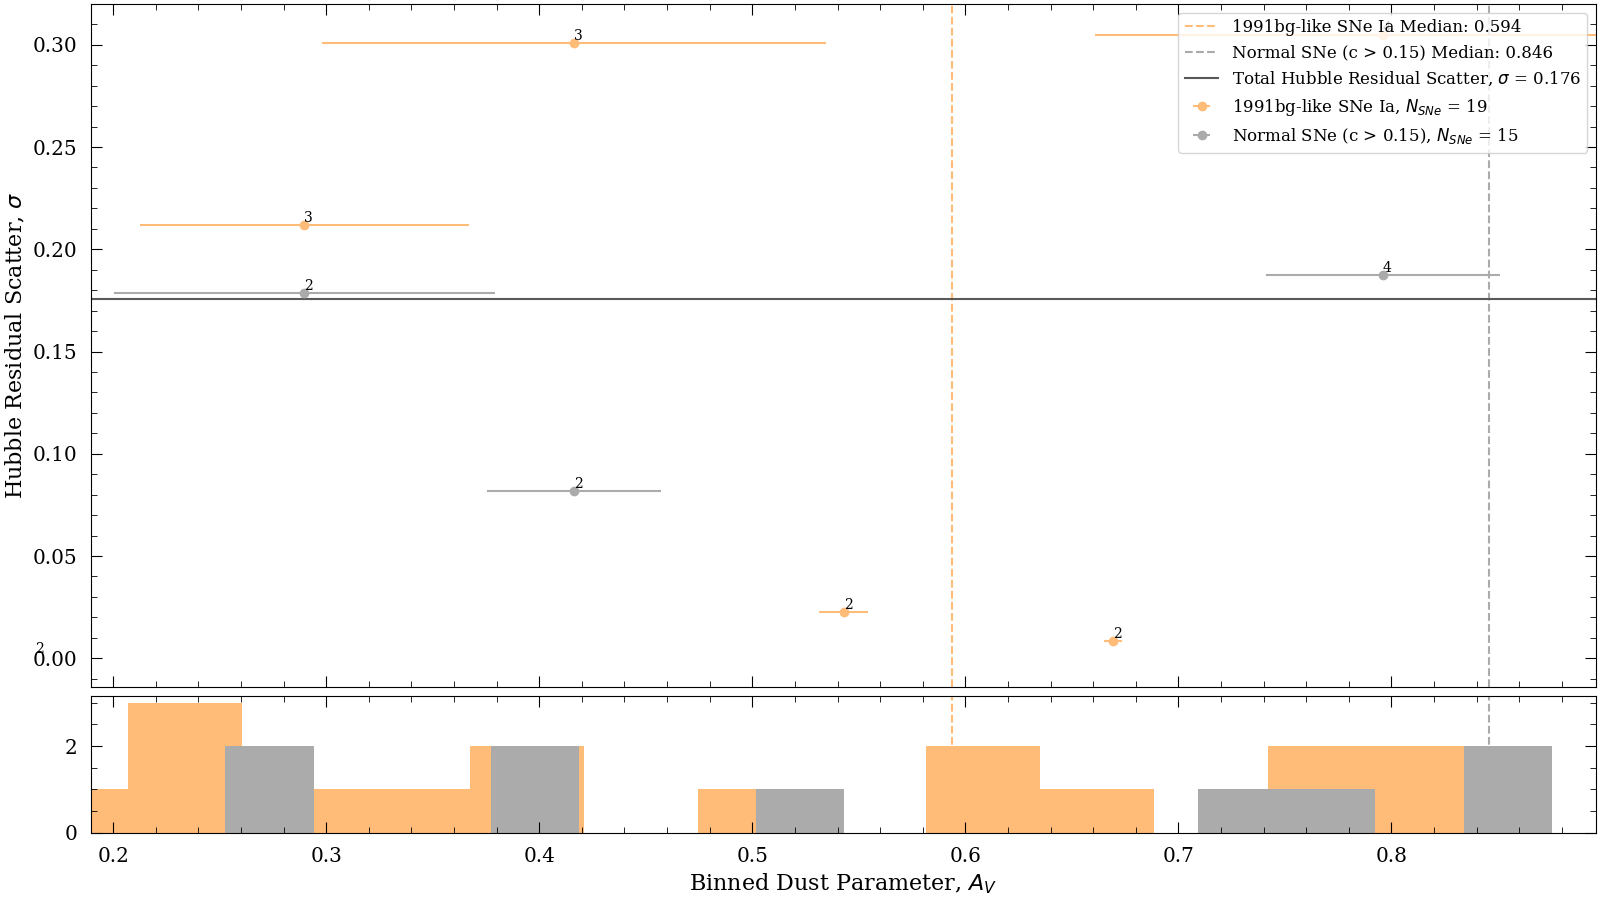 1991bg-like SNe Ia Median: 0.594
Normal SNe (c > 0.15) Median: 0.846
Total Hubble Residual Scatter, σ = 0.176
1991bg-like SNe Ia, N_SNe = 19
Normal SNe (c > 0.15), N_SNe = 15
Hubble Residual Scatter, σ
0.30
0.25
0.20
0.15
0.10
0.05
0.00
3
3
2
4
2
2
2
2
2
0
0.2 0.3 0.4 0.5 0.6 0.7 0.8
Binned Dust Parameter, A_V